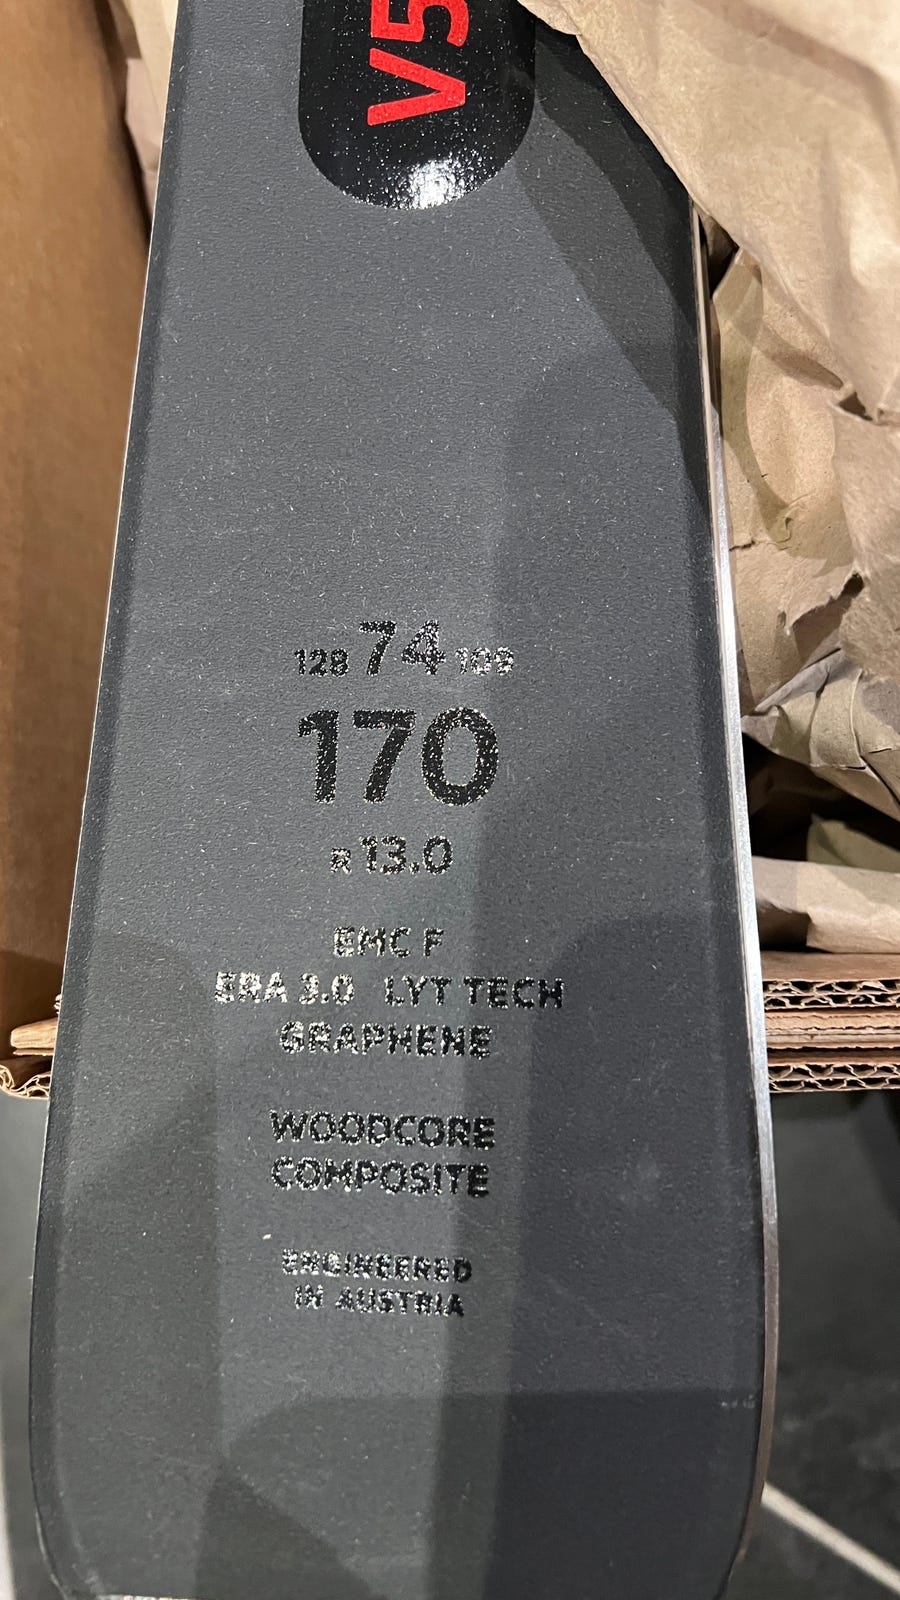 V5
128 74 109
170
R 13.0
EMC F
ERA 3.0 LYT TECH
GRAPHENE
WOODCORE
COMPOSITE
ENGINEERED
IN AUSTRIA